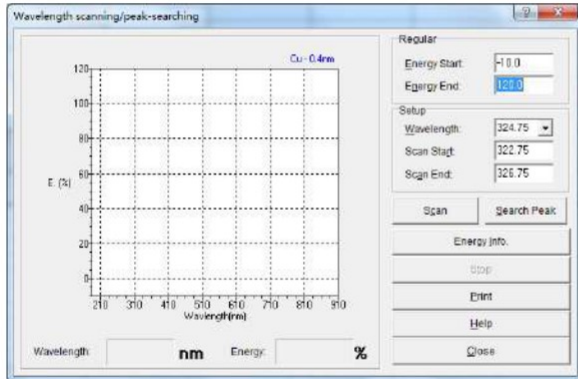 Wavelength scanning/peak-searching
Cu - 0.4nm
120
100
80
60
40
20
0
E. (%)
210 310 410 510 610 710 810 910
Wavlength(nm)
Wavelength: nm Energy: %
Regular
Energy Start: -10.0
Energy End: 120.0
Setup
Wavelength: 324.75
Scan Start: 322.75
Scan End: 326.75
Scan Search Peak
Energy Info.
Stop
Print
Help
Close